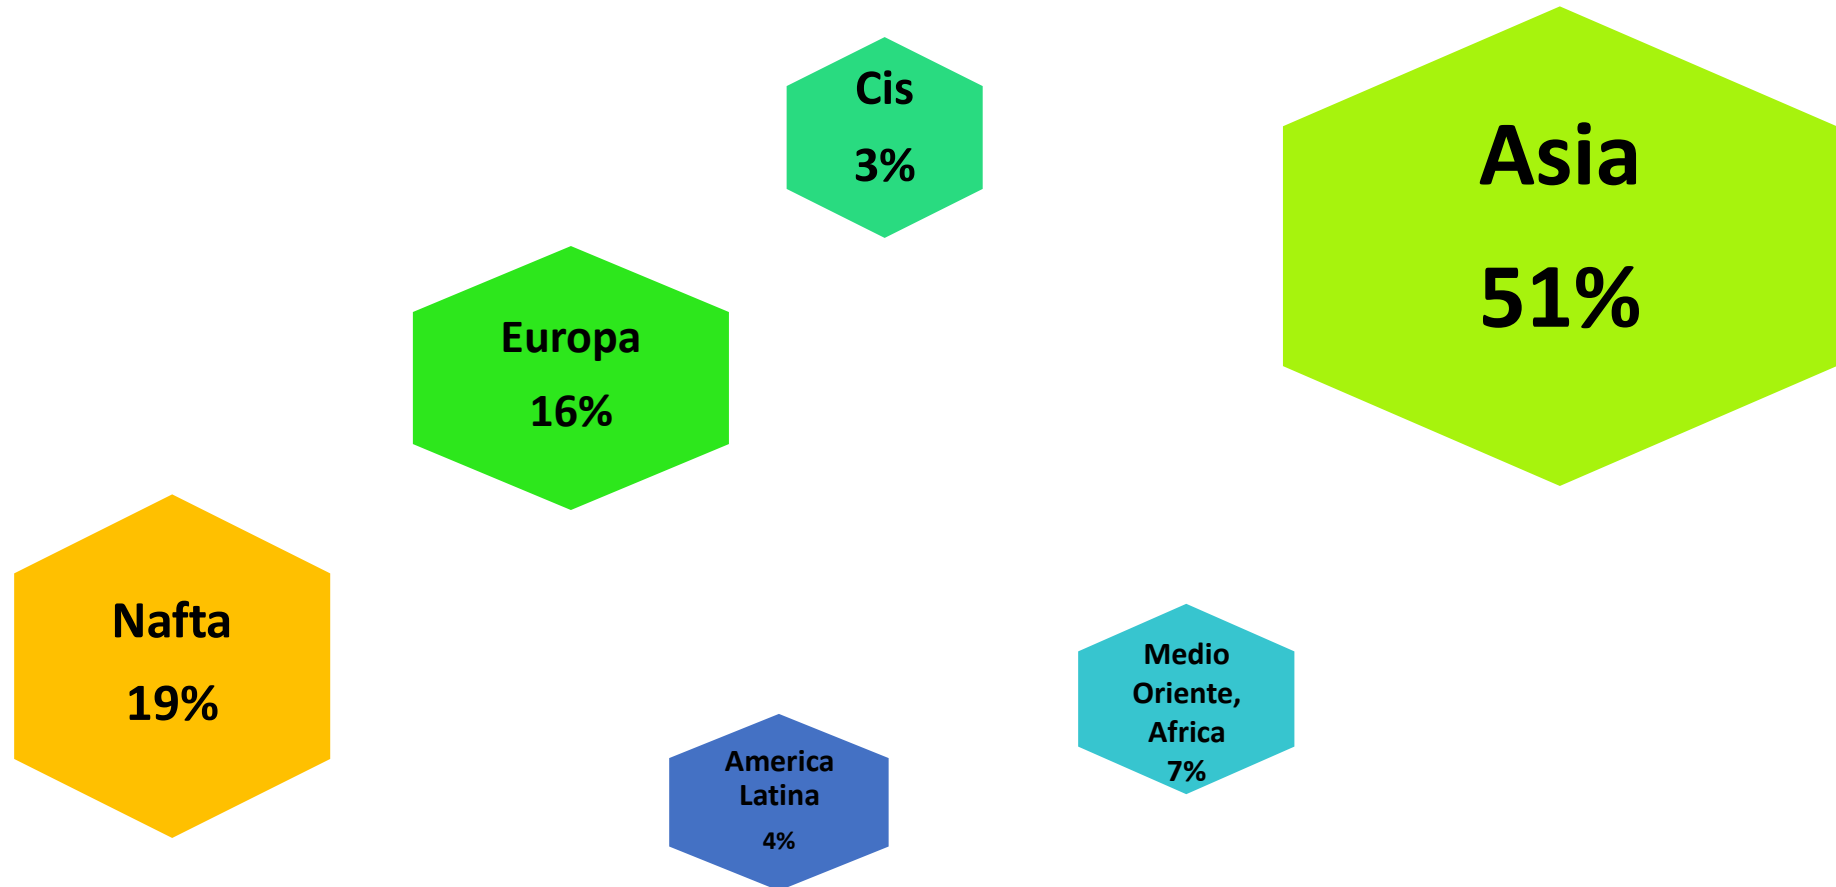 Cis
3%
Asia
51%
Europa
16%
Nafta
19%
Medio
Oriente,
Africa
7%
America
Latina
4%